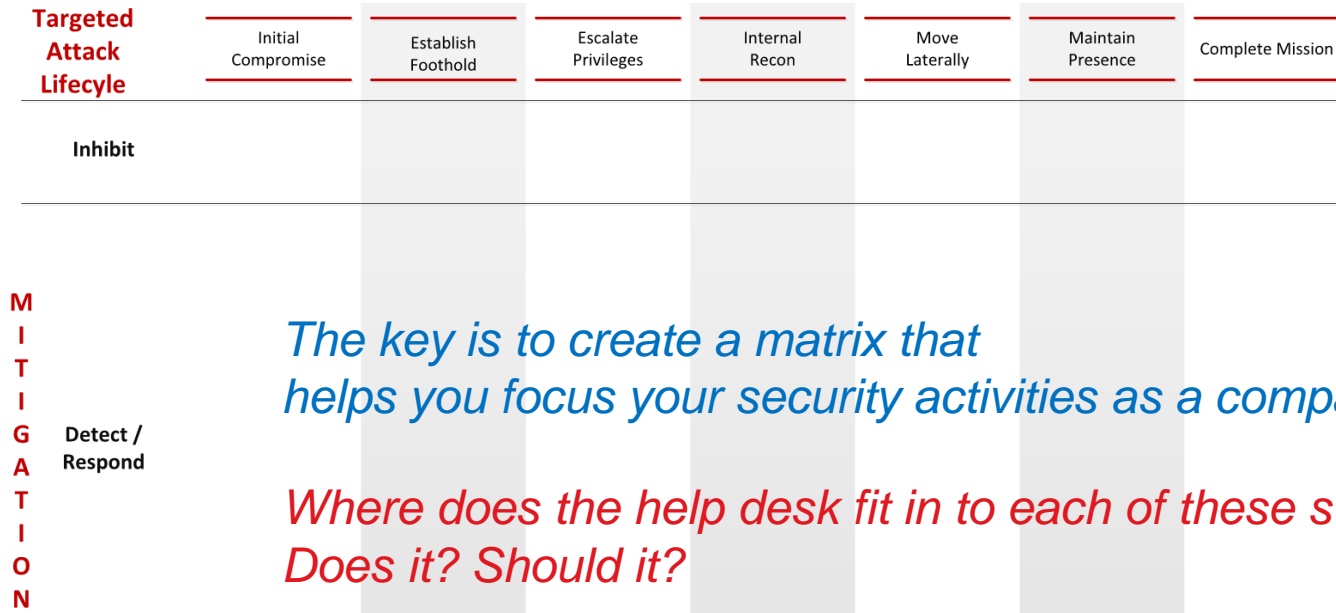 Targeted
Attack
Lifecyle
Initial
Compromise
Establish
Foothold
Escalate
Privileges
Internal
Recon
Move
Laterally
Maintain
Presence
Complete Mission
Inhibit
MITIGATION
Detect /
Respond
The key is to create a matrix that
helps you focus your security activities as a
Where does the help desk fit in to each of these
Does it? Should it?